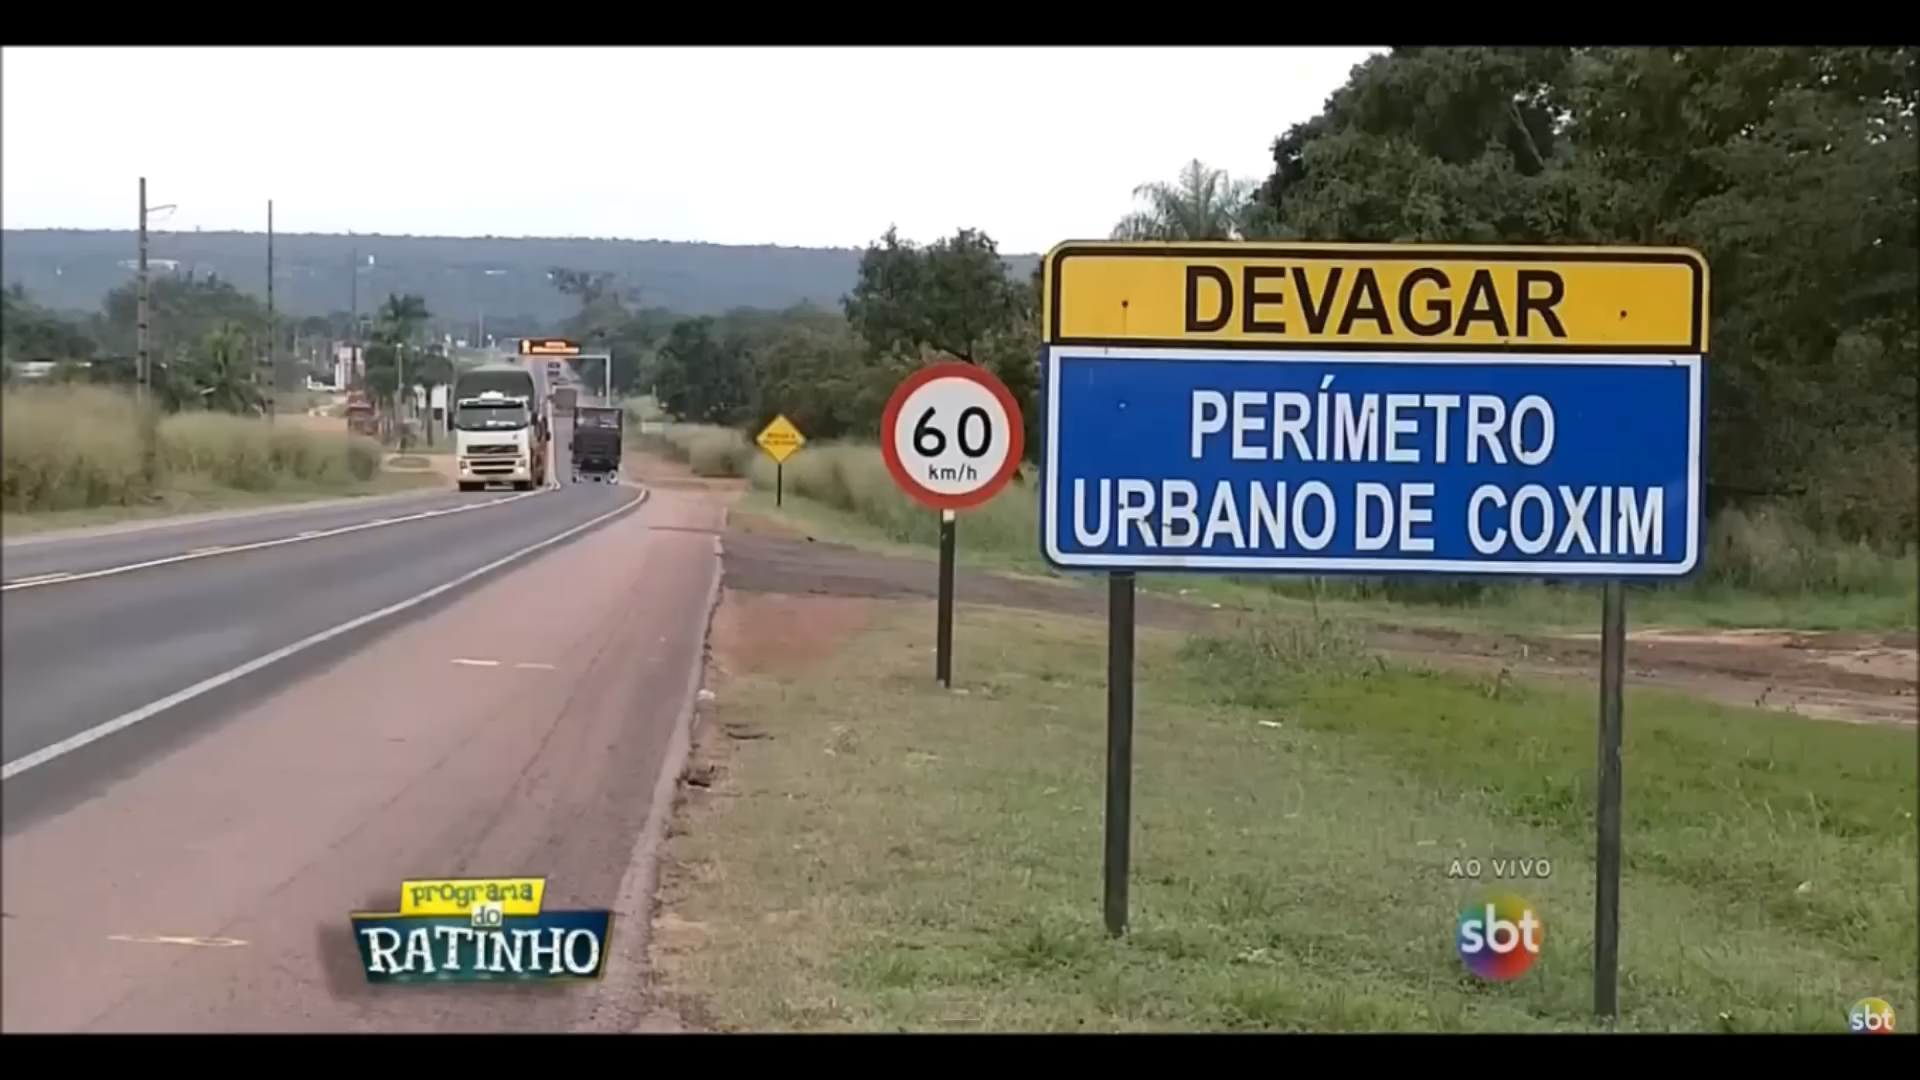 DEVAGAR
PERÍMETRO
URBANO DE COXIM
60
km/h
programa
do
RATINHO
AO VIVO
sbt
sbt